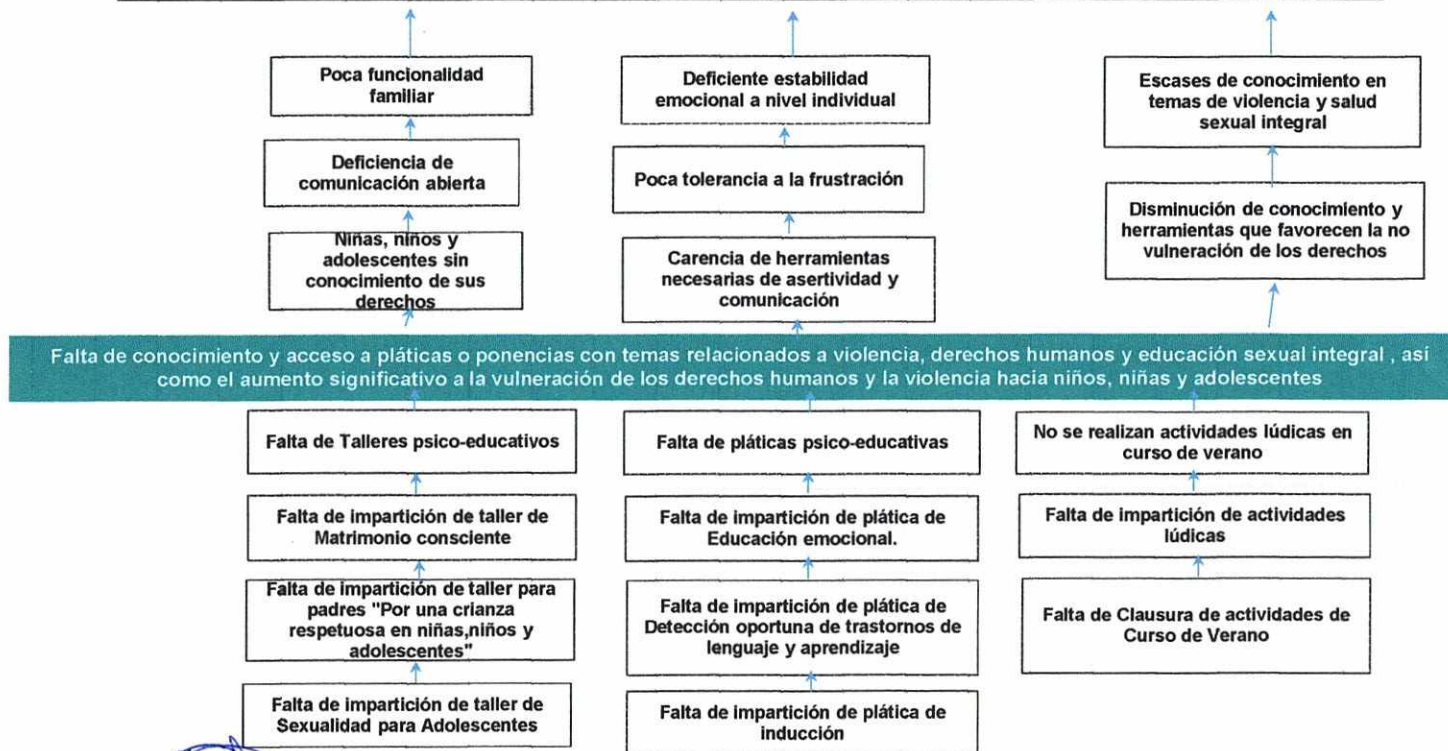 Poca funcionalidad
familiar
Deficiente estabilidad
emocional a nivel individual
Escases de conocimiento en
temas de violencia y salud
sexual integral
Deficiencia de
comunicación abierta
Poca tolerancia a la frustración
Disminución de conocimiento y
herramientas que favorecen la no
vulneración de los derechos
Niñas, niños y
adolescentes sin
conocimiento de sus
derechos
Carencia de herramientas
necesarias de asertividad y
comunicación
Falta de conocimiento y acceso a pláticas o ponencias con temas relacionados a violencia, derechos humanos y educación sexual integral , así
como el aumento significativo a la vulneración de los derechos humanos y la violencia hacia niños, niñas y adolescentes
Falta de Talleres psico-educativos
Falta de pláticas psico-educativas
No se realizan actividades lúdicas en
curso de verano
Falta de impartición de taller de
Matrimonio consciente
Falta de impartición de plática de
Educación emocional.
Falta de impartición de actividades
lúdicas
Falta de impartición de taller para
padres "Por una crianza
respetuosa en niñas,niños y
adolescentes"
Falta de impartición de plática de
Detección oportuna de trastornos de
lenguaje y aprendizaje
Falta de Clausura de actividades de
Curso de Verano
Falta de impartición de taller de
Sexualidad para Adolescentes
Falta de impartición de plática de
inducción